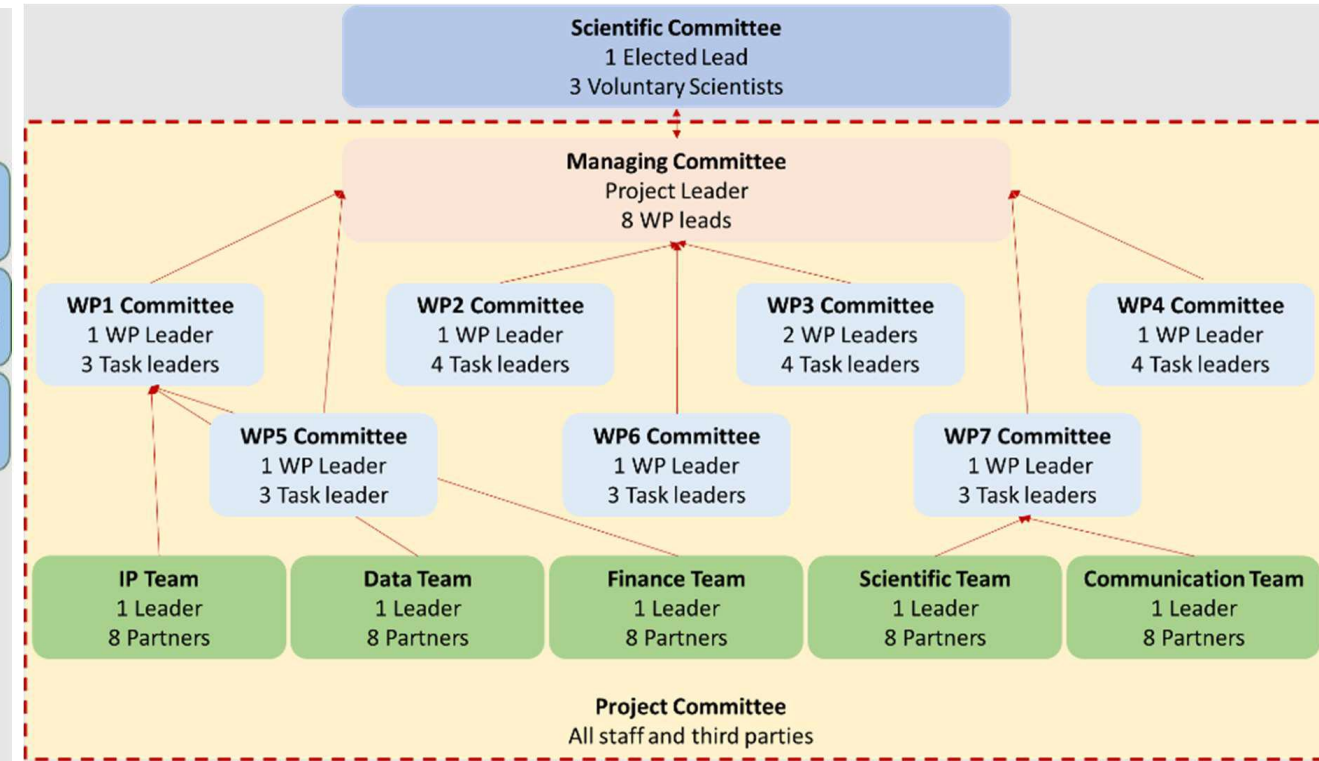 Scientific Committee
1 Elected Lead
3 Voluntary Scientists
Managing Committee
Project Leader
8 WP leads
WP1 Committee
1 WP Leader
3 Task leaders
WP2 Committee
1 WP Leader
4 Task leaders
WP3 Committee
2 WP Leaders
4 Task leaders
WP4 Committee
1 WP Leader
4 Task leaders
WP5 Committee
1 WP Leader
3 Task leader
WP6 Committee
1 WP Leader
3 Task leaders
WP7 Committee
1 WP Leader
3 Task leaders
IP Team
1 Leader
8 Partners
Data Team
1 Leader
8 Partners
Finance Team
1 Leader
8 Partners
Scientific Team
1 Leader
8 Partners
Communication Team
1 Leader
8 Partners
Project Committee
All staff and third parties